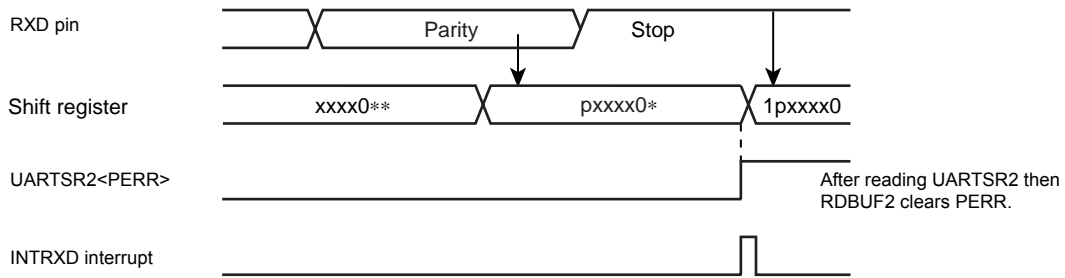 RXD pin
Parity
Stop
Shift register
xxxx0**
pxxxx0*
1pxxxx0
UARTSR2<PERR>
After reading UARTSR2 then
RDBUF2 clears PERR.
INTRXD interrupt